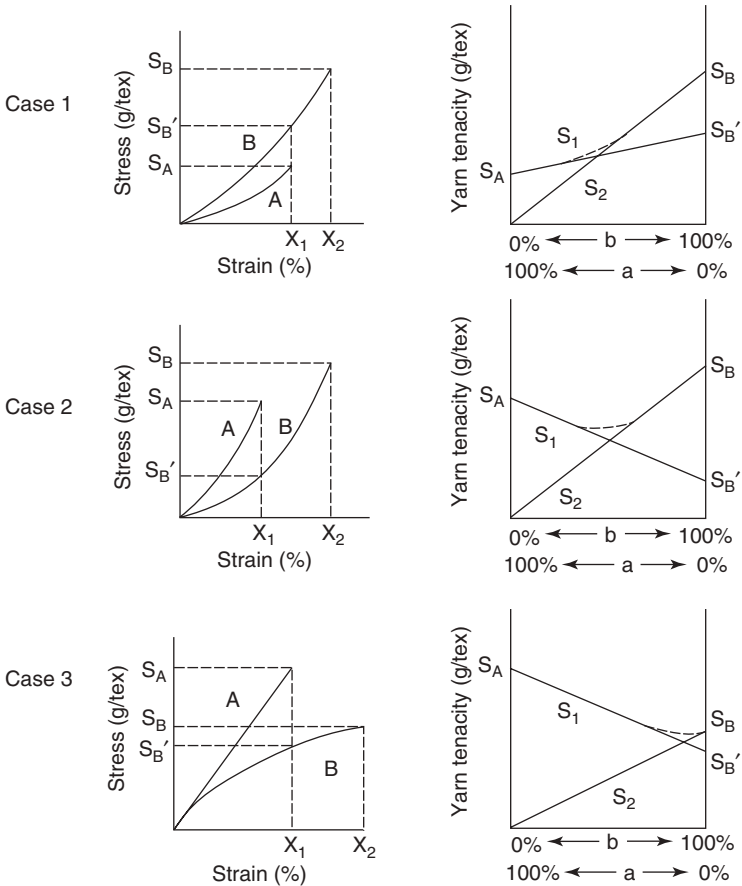 Case 1
Stress (g/tex)
S_B
S_B′
S_A
B
A
X_1 X_2
Strain (%)
Yarn tenacity (g/tex)
S_A
S_1
S_2
S_B
S_B′
0% ← b → 100%
100% ← a → 0%
Case 2
Stress (g/tex)
S_B
S_A
S_B′
A
B
X_1 X_2
Strain (%)
Yarn tenacity (g/tex)
S_A
S_1
S_2
S_B
S_B′
0% ← b → 100%
100% ← a → 0%
Case 3
Stress (g/tex)
S_A
S_B
S_B′
A
B
X_1 X_2
Strain (%)
Yarn tenacity (g/tex)
S_A
S_1
S_2
S_B
S_B′
0% ← b → 100%
100% ← a → 0%